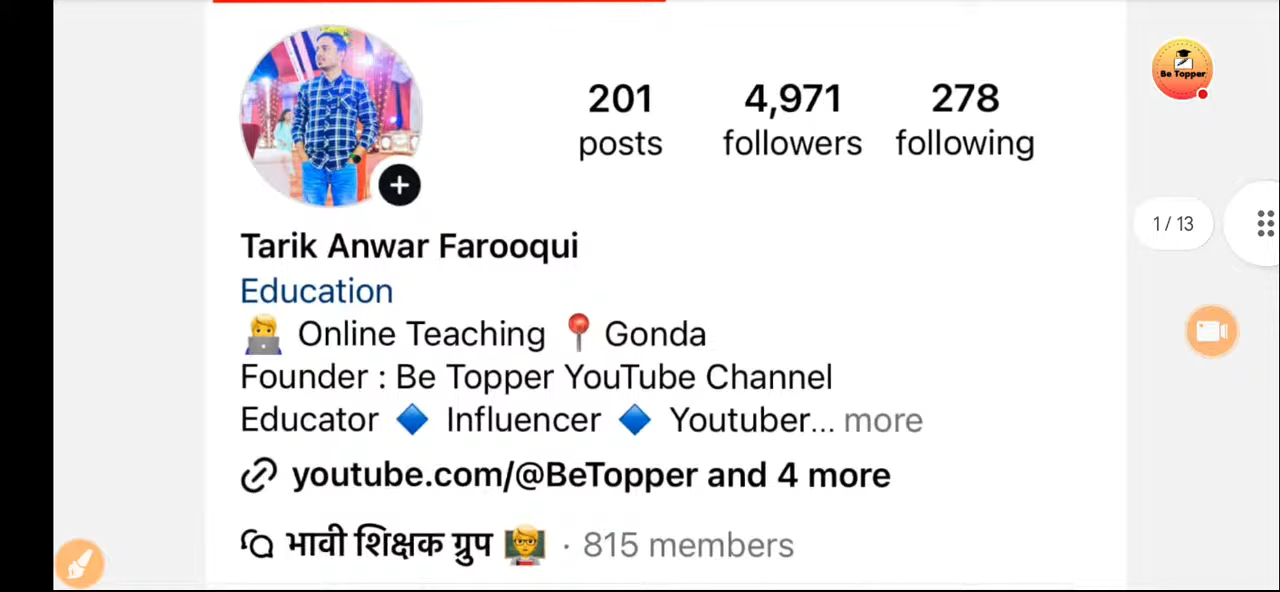 201 4,971 278
posts followers following
Tarik Anwar Farooqui
Education
Online Teaching 📍 Gonda
Founder : Be Topper YouTube Channel
Educator 🔷 Influencer 🔷 Youtuber... more
youtube.com/@BeTopper and 4 more
भावी शिक्षक ग्रुप 👨‍🏫 · 815 members
Be Topper
1 / 13